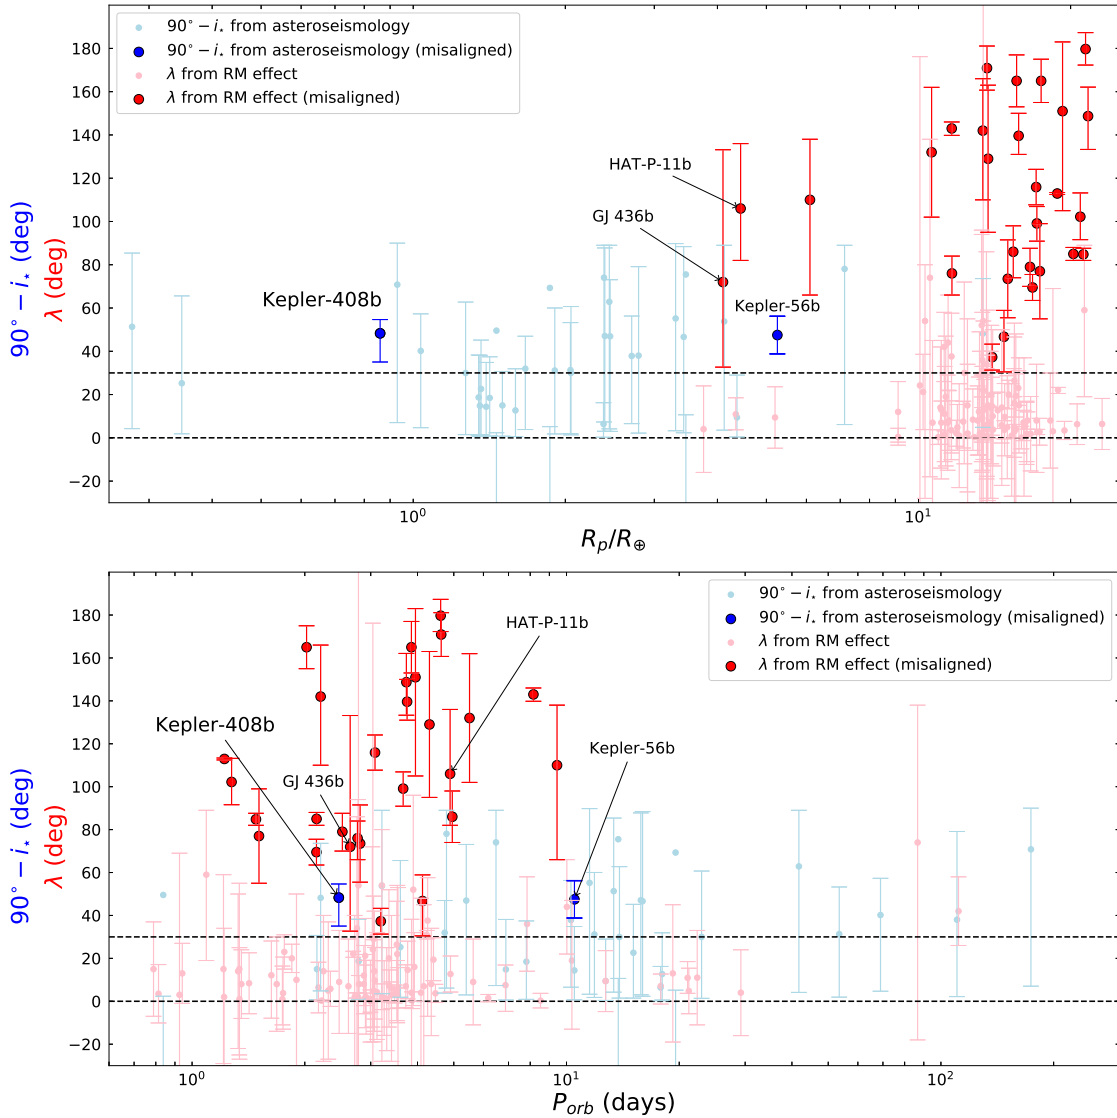 90° − i⋆ from asteroseismology
90° − i⋆ from asteroseismology (misaligned)
λ from RM effect
λ from RM effect (misaligned)
180
160
140
120
100
80
60
40
20
0
−20
90° − i⋆ (deg)
λ (deg)
HAT-P-11b
GJ 436b
Kepler-408b
Kepler-56b
10⁰
10¹
R_p/R_⊕
90° − i⋆ from asteroseismology
90° − i⋆ from asteroseismology (misaligned)
λ from RM effect
λ from RM effect (misaligned)
180
160
140
120
100
80
60
40
20
0
−20
90° − i⋆ (deg)
λ (deg)
HAT-P-11b
Kepler-408b
Kepler-56b
GJ 436b
10⁰
10¹
10²
P_orb (days)